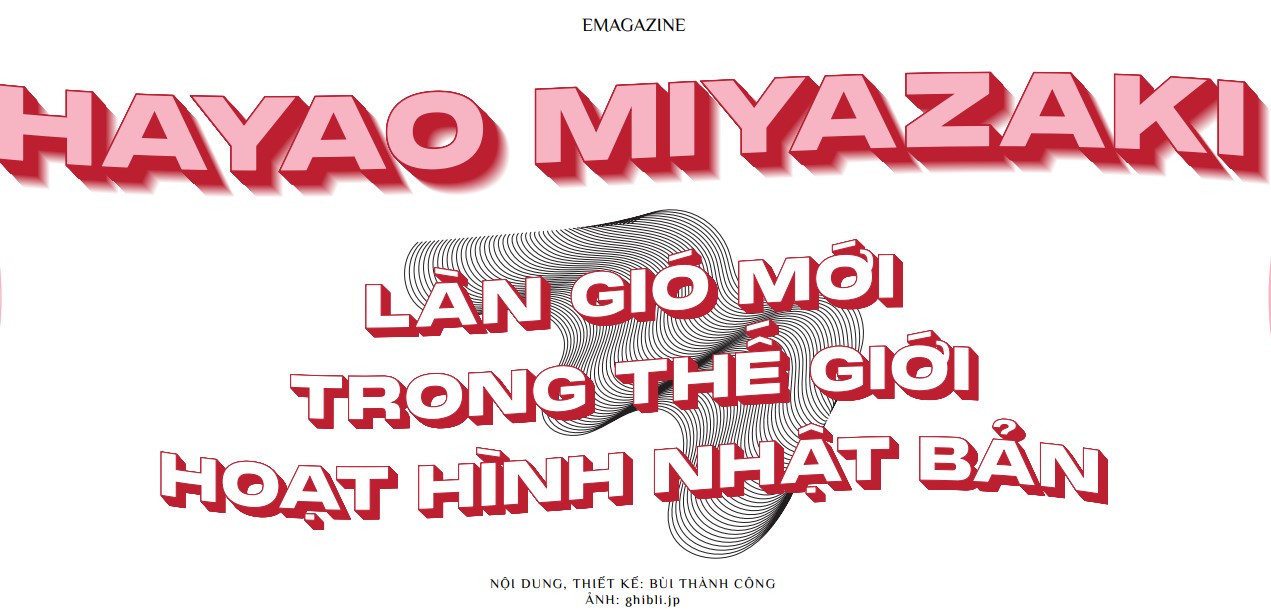 EMAGAZINE
HAYAO MIYAZAKI
LÀN GIÓ MỚI
TRONG THẾ GIỚI
HOẠT HÌNH NHẬT BẢN
NỘI DUNG, THIẾT KẾ: BÙI THÀNH CÔNG
ẢNH: ghibli.jp